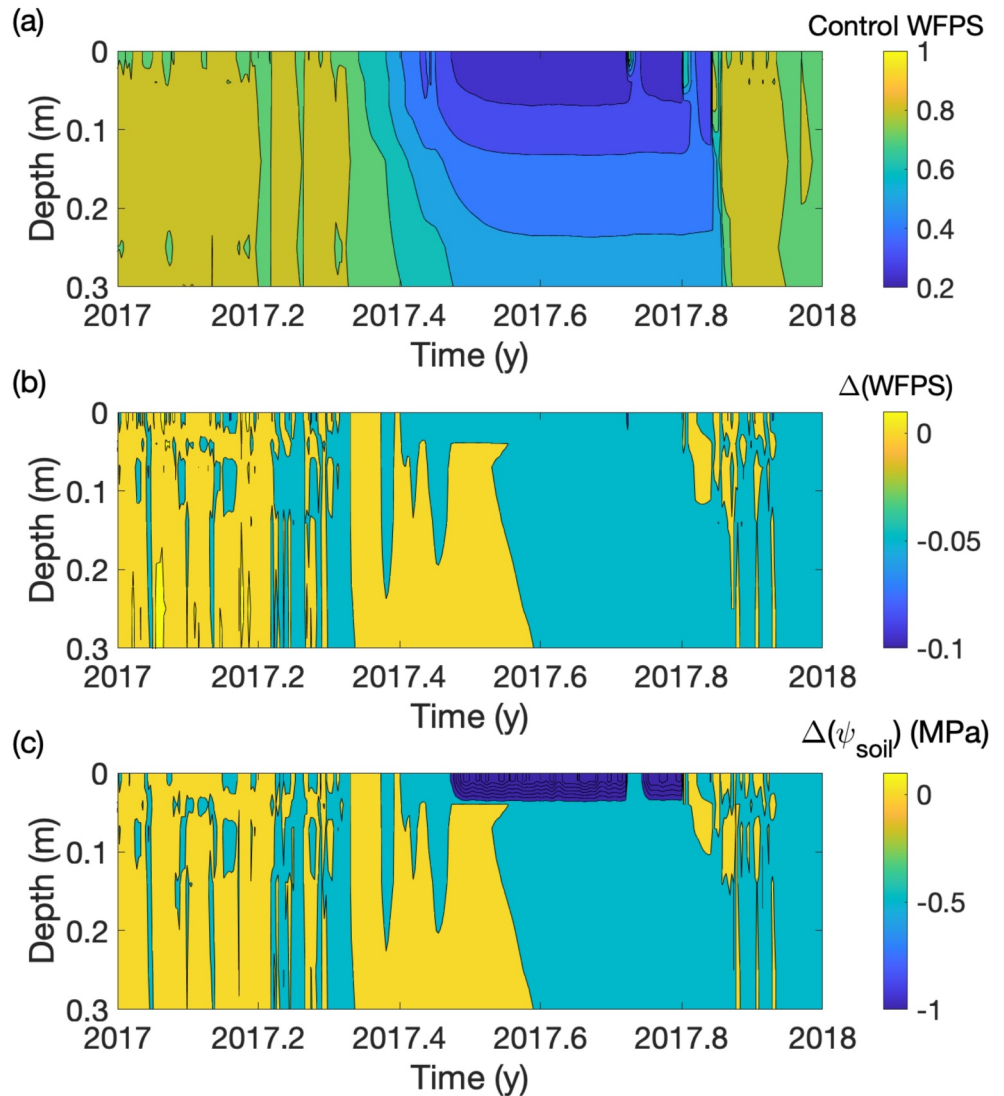 (a)
Control WFPS
0
0.1
0.2
0.3
Depth (m)
2017 2017.2 2017.4 2017.6 2017.8 2018
Time (y)
1
0.8
0.6
0.4
0.2
(b)
Δ(WFPS)
0
0.1
0.2
0.3
Depth (m)
2017 2017.2 2017.4 2017.6 2017.8 2018
Time (y)
0
-0.05
-0.1
(c)
Δ(ψsoil) (MPa)
0
0.1
0.2
0.3
Depth (m)
2017 2017.2 2017.4 2017.6 2017.8 2018
Time (y)
0
-0.5
-1